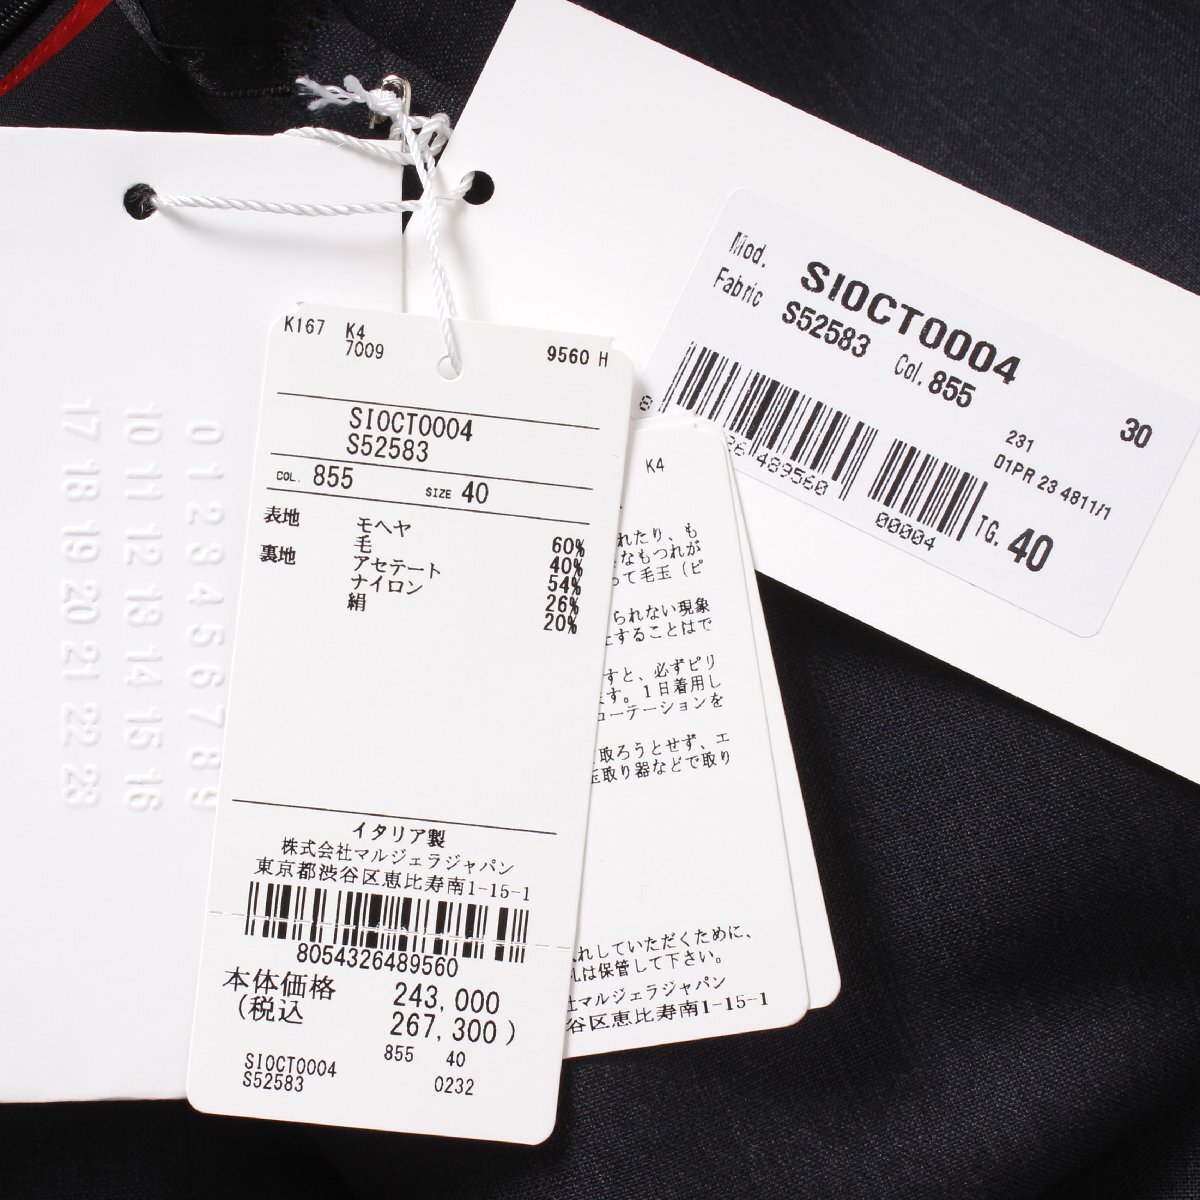 K167 K4 9560 H
7009
SI0CT0004
S52583
COL. 855 SIZE 40
表地 モヘヤ 60%
毛 40%
裏地 アセテート 54%
ナイロン 26%
絹 20%
イタリア製
株式会社マルジェラジャパン
東京都渋谷区恵比寿南1-15-1
8054326489560
本体価格 243,000
(税込 267,300)
855 40
SI0CT0004
S52583 0232
Mod. SI0CT0004
Fabric S52583 Col. 855
30
231
01PR 23 4811/1
489560
00004
TG. 40
0 1 2 3 4 5 6 7 8 9
10 11 12 13 14 15 16
17 18 19 20 21 22 23
K4
れたり、も
なもつれが
って毛玉(ピ
られない現象
することはで
すと、必ずピリ
ます。1日着用し
ーテーションを
取ろうとせず、エ
玉取り器などで取り
れしていただくために、
は保管して下さい。
社マルジェラジャパン
谷区恵比寿南1-15-1